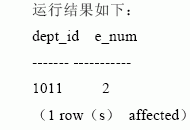 运行结果如下：
dept_id e_num
------- -----------
1011 2
（1 row（s） affected）